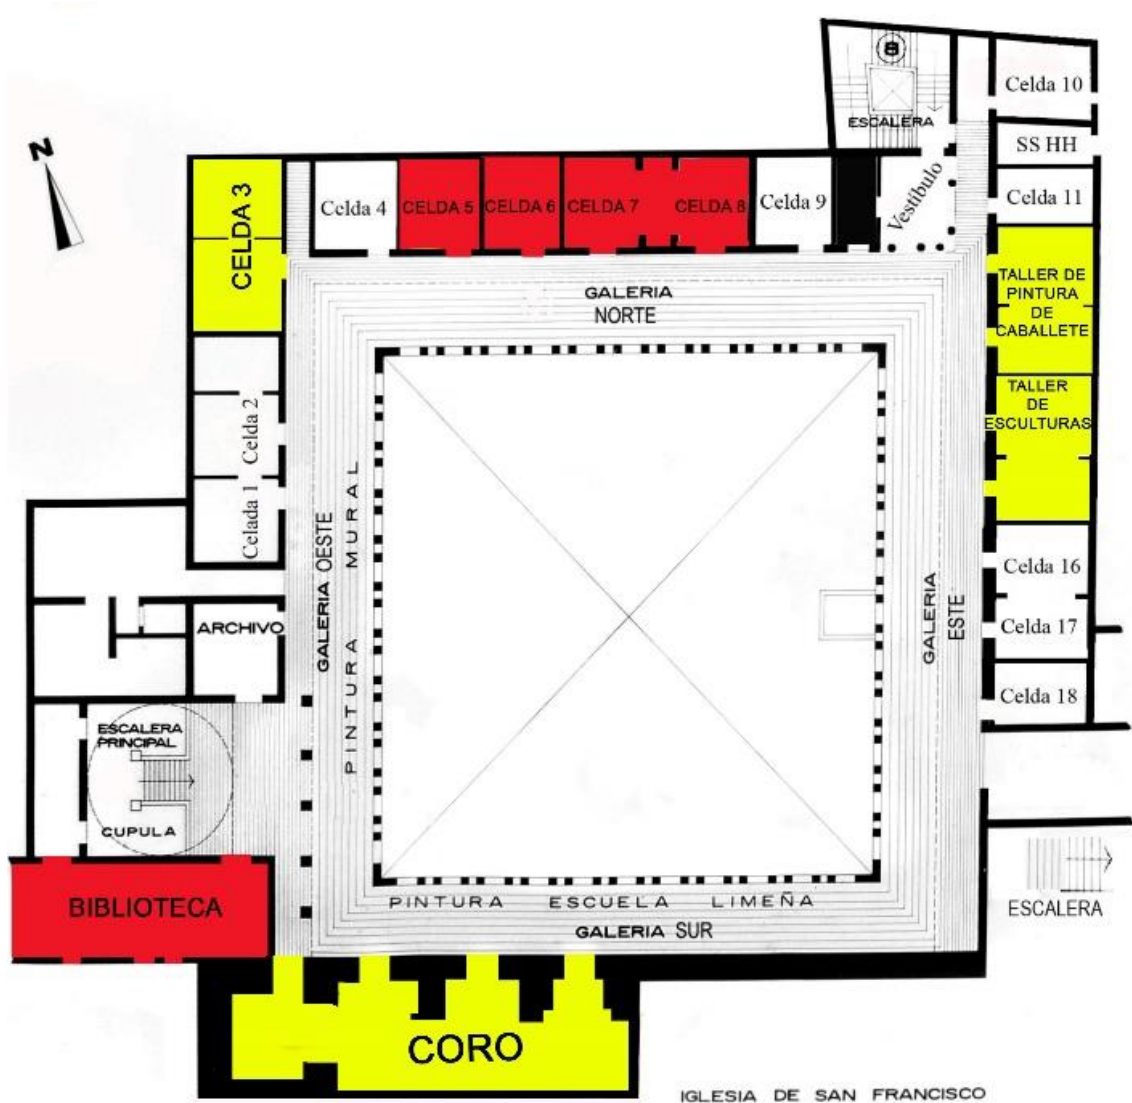 N
8
ESCALERA
Celda 10
SS HH
Celda 11
Vestíbulo
CELDA 3
Celda 4
CELDA 5
CELDA 6
CELDA 7
CELDA 8
Celda 9
GALERIA
NORTE
TALLER DE
PINTURA
DE
CABALLETE
TALLER
DE
ESCULTURAS
Celda 2
Celada 1
GALERIA OESTE
PINTURA MURAL
GALERIA
ESTE
Celda 16
Celda 17
Celda 18
ARCHIVO
ESCALERA
PRINCIPAL
CUPULA
BIBLIOTECA
PINTURA ESCUELA LIMEÑA
GALERIA SUR
ESCALERA
CORO
IGLESIA DE SAN FRANCISCO